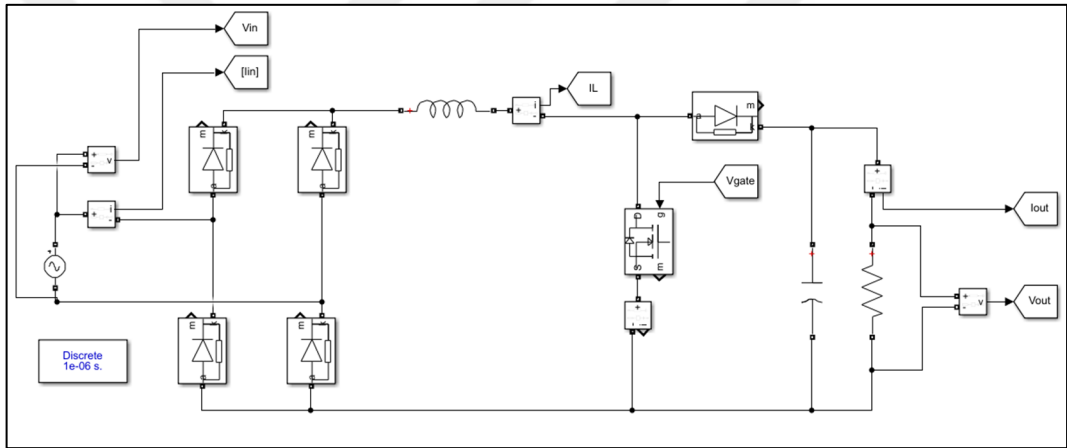 Vin
[Iin]
IL
m
k
a
m
k
a
a
m
k
+
-
v
+
-
i
+
-
i
Vgate
D
g
S
m
+
-
i
+
-
i
Iout
+
-
v
Vout
m
k
a
m
k
a
Discrete
1e-06 s.